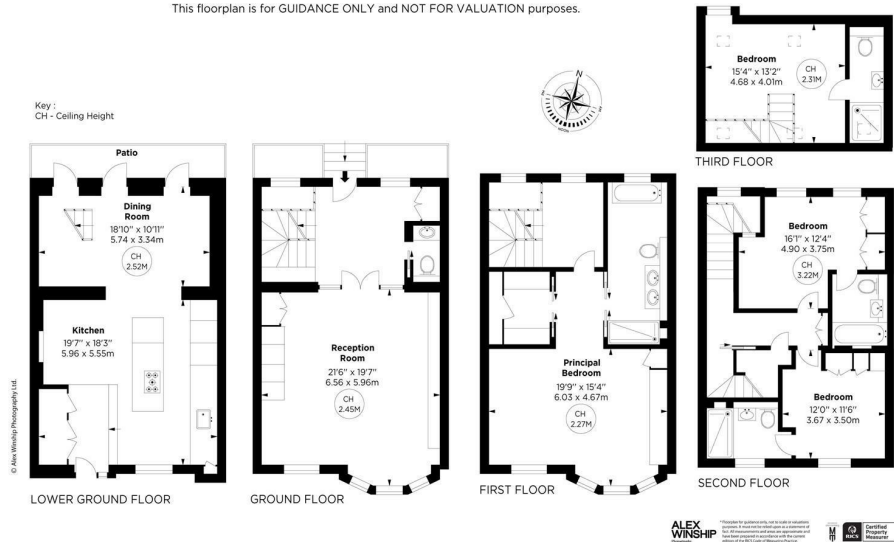 This floorplan is for GUIDANCE ONLY and NOT FOR VALUATION purposes.
Key :
CH - Ceiling Height
N
Patio
Dining
Room
18'10" x 10'11"
5.74 x 3.34m
CH
2.52M
Kitchen
19'7" x 18'3"
5.96 x 5.55m
LOWER GROUND FLOOR
Reception
Room
21'6" x 19'7"
6.56 x 5.96m
CH
2.45M
GROUND FLOOR
Principal
Bedroom
19'9" x 15'4"
6.03 x 4.67m
CH
2.27M
FIRST FLOOR
Bedroom
15'4" x 13'2"
4.68 x 4.01m
CH
2.31M
THIRD FLOOR
Bedroom
16'1" x 12'4"
4.90 x 3.75m
CH
3.22M
Bedroom
12'0" x 11'6"
3.67 x 3.50m
SECOND FLOOR
© Alex Winship Photography Ltd.
ALEX
WINSHIP
RICS
Certified
Property
Measurer